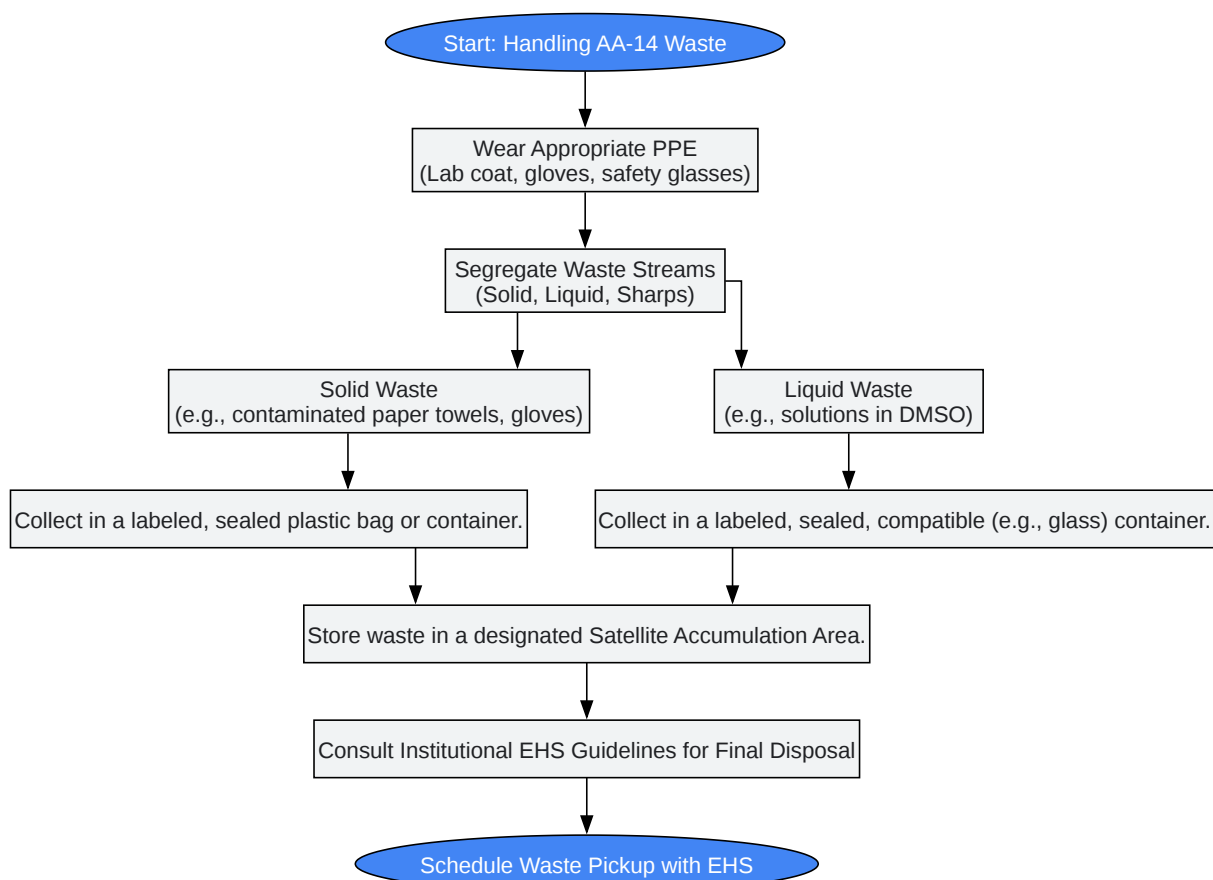 Start: Handling AA-14 Waste
Wear Appropriate PPE
(Lab coat, gloves, safety glasses)
Segregate Waste Streams
(Solid, Liquid, Sharps)
Solid Waste
(e.g., contaminated paper towels, gloves)
Liquid Waste
(e.g., solutions in DMSO)
Collect in a labeled, sealed plastic bag or container.
Collect in a labeled, sealed, compatible (e.g., glass) container.
Store waste in a designated Satellite Accumulation Area.
Consult Institutional EHS Guidelines for Final Disposal
Schedule Waste Pickup with EHS